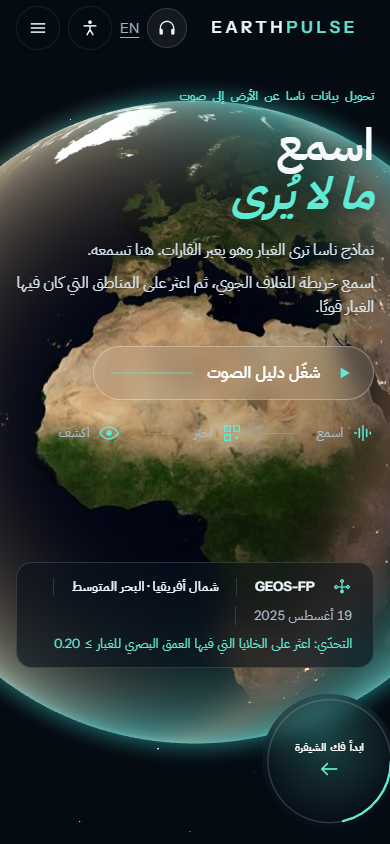 EARTHPULSE
EN
تحويل بيانات ناسا عن الأرض إلى صوت
اسمع
ما لا يُرى
نماذج ناسا ترى الغبار وهو يعبر القارات. هنا تسمعه.
اسمع خريطة للغلاف الجوي، ثم اعثر على المناطق التي كان فيها
الغبار قويًا.
شغّل دليل الصوت
اسمع
اختر
اكشف
GEOS-FP
شمال أفريقيا · البحر المتوسط
19 أغسطس 2025
التحدّي: اعثر على الخلايا التي فيها العمق البصري للغبار ≥ 0.20
ابدأ فك الشيفرة